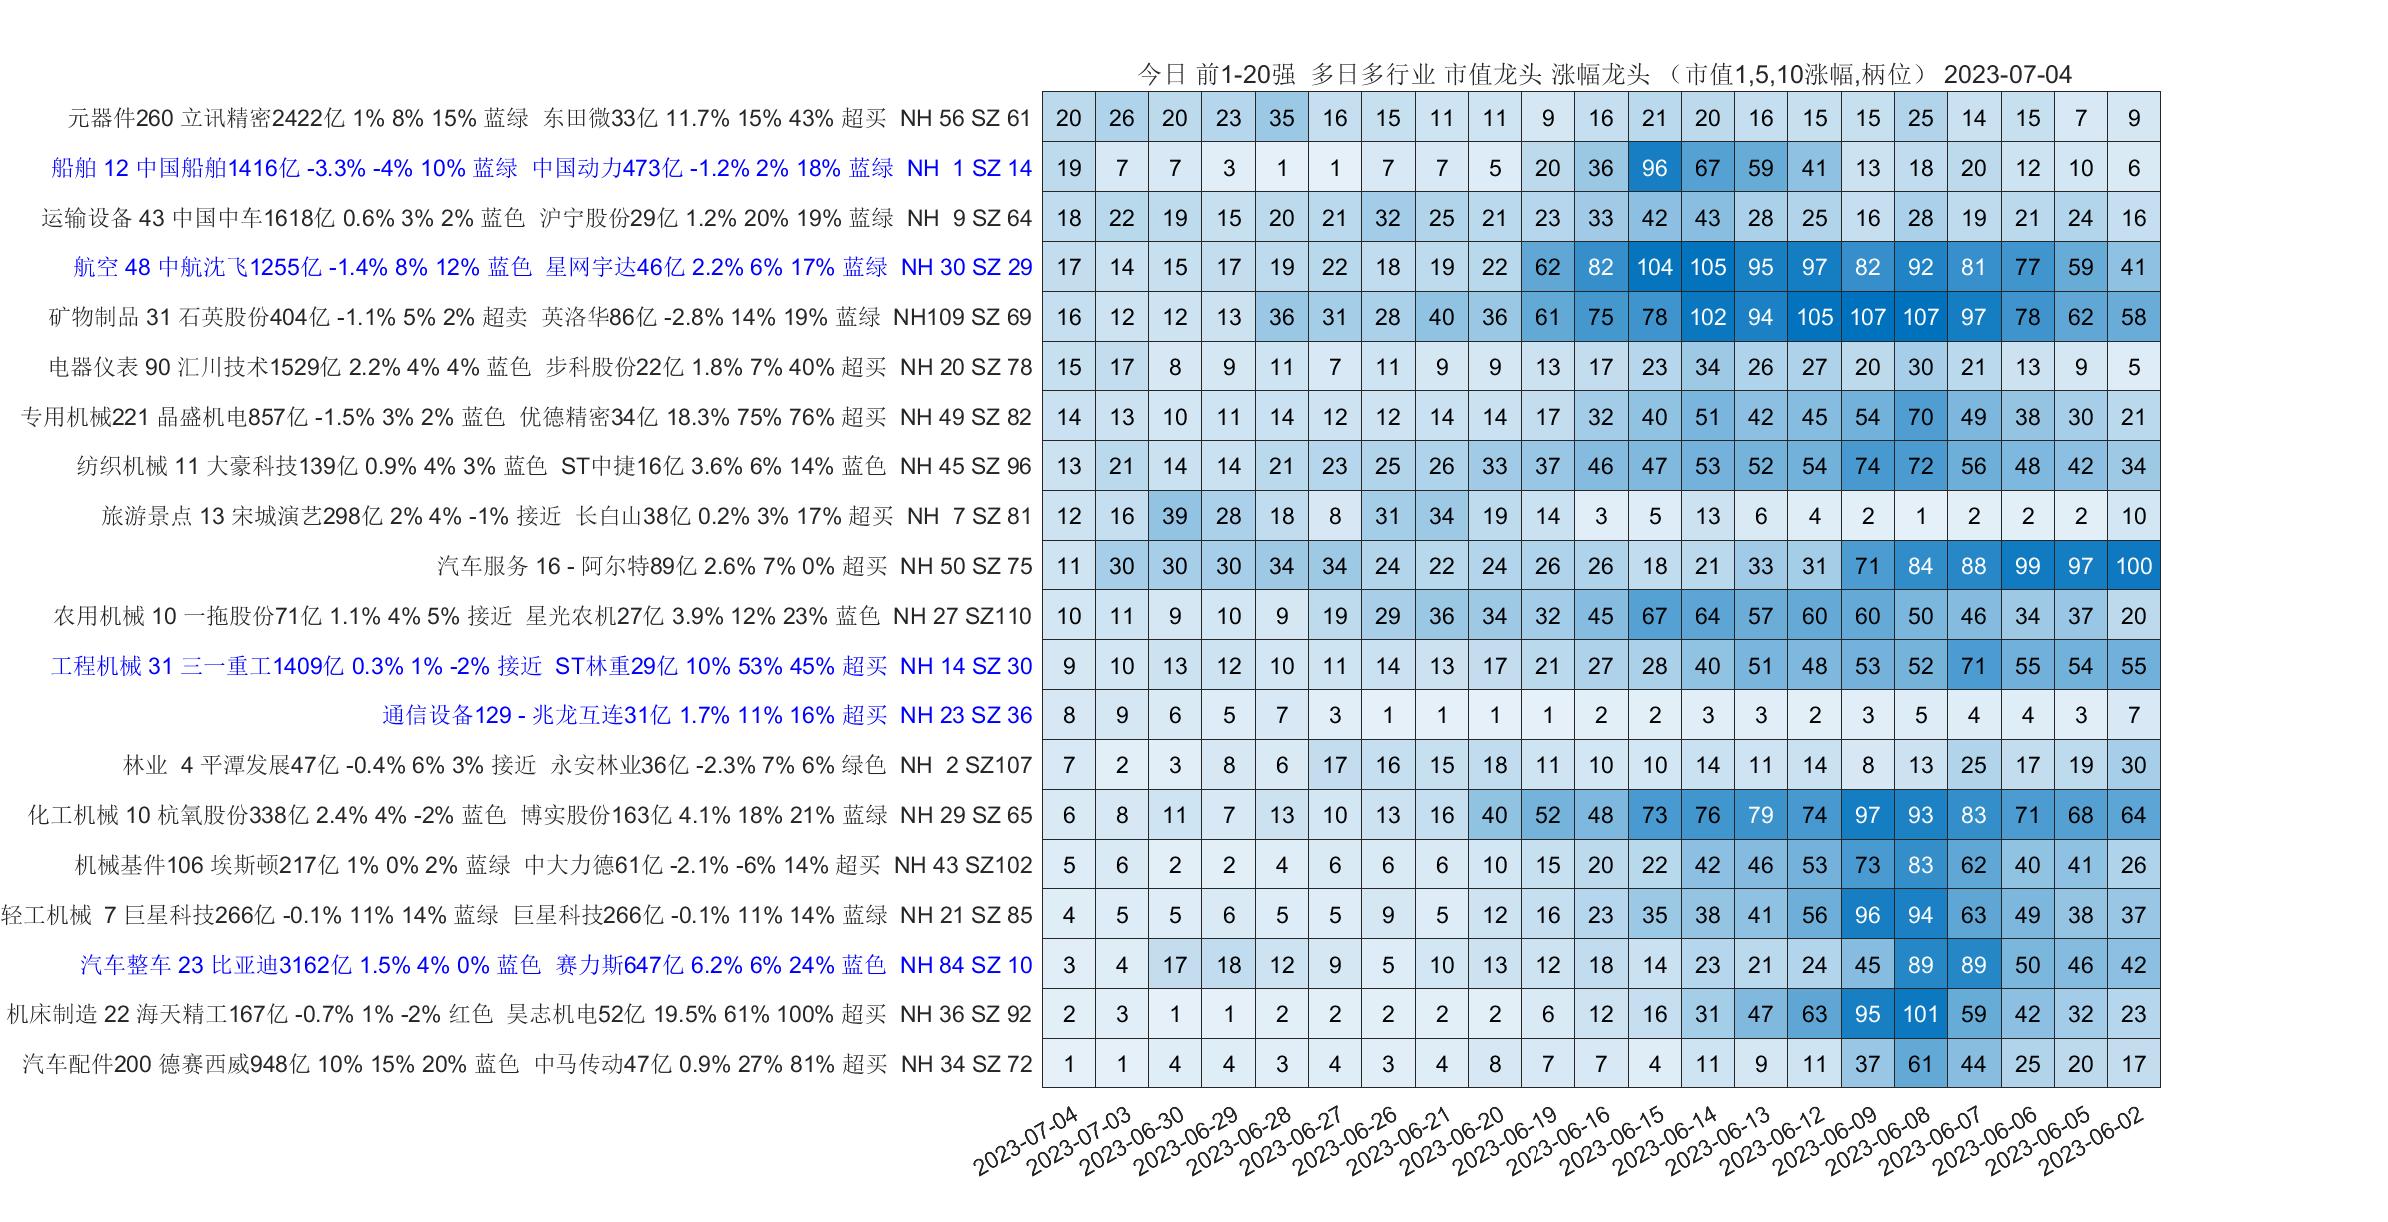 今日 前1-20强 多日多行业 市值龙头 涨幅龙头 （市值1,5,10涨幅,柄位） 2023-07-04
元器件260 立讯精密2422亿 1% 8% 15% 蓝绿 东田微33亿 11.7% 15% 43% 超买 NH 56 SZ 61 20 26 20 23 35 16 15 11 11 9 16 21 20 16 15 15 25 14 15 7 9
船舶 12 中国船舶1416亿 -3.3% -4% 10% 蓝绿 中国动力473亿 -1.2% 2% 18% 蓝绿 NH 1 SZ 14 19 7 7 3 1 1 7 7 5 20 36 96 67 59 41 13 18 20 12 10 6
运输设备 43 中国中车1618亿 0.6% 3% 2% 蓝色 沪宁股份29亿 1.2% 20% 19% 蓝绿 NH 9 SZ 64 18 22 19 15 20 21 32 25 21 23 33 42 43 28 25 16 28 19 21 24 16
航空 48 中航沈飞1255亿 -1.4% 8% 12% 蓝色 星网宇达46亿 2.2% 6% 17% 蓝绿 NH 30 SZ 29 17 14 15 17 19 22 18 19 22 62 82 104 105 95 97 82 92 81 77 59 41
矿物制品 31 石英股份404亿 -1.1% 5% 2% 超卖 英洛华86亿 -2.8% 14% 19% 蓝绿 NH109 SZ 69 16 12 12 13 36 31 28 40 36 61 75 78 102 94 105 107 107 97 78 62 58
电器仪表 90 汇川技术1529亿 2.2% 4% 4% 蓝色 步科股份22亿 1.8% 7% 40% 超买 NH 20 SZ 78 15 17 8 9 11 7 11 9 9 13 17 23 34 26 27 20 30 21 13 9 5
专用机械221 晶盛机电857亿 -1.5% 3% 2% 蓝色 优德精密34亿 18.3% 75% 76% 超买 NH 49 SZ 82 14 13 10 11 14 12 12 14 14 17 32 40 51 42 45 54 70 49 38 30 21
纺织机械 11 大豪科技139亿 0.9% 4% 3% 蓝色 ST中捷16亿 3.6% 6% 14% 蓝色 NH 45 SZ 96 13 21 14 14 21 23 25 26 33 37 46 47 53 52 54 74 72 56 48 42 34
旅游景点 13 宋城演艺298亿 2% 4% -1% 接近 长白山38亿 0.2% 3% 17% 超买 NH 7 SZ 81 12 16 39 28 18 8 31 34 19 14 3 5 13 6 4 2 1 2 2 2 10
汽车服务 16 - 阿尔特89亿 2.6% 7% 0% 超买 NH 50 SZ 75 11 30 30 30 34 34 24 22 24 26 26 18 21 33 31 71 84 88 99 97 100
农用机械 10 一拖股份71亿 1.1% 4% 5% 接近 星光农机27亿 3.9% 12% 23% 蓝色 NH 27 SZ110 10 11 9 10 9 19 29 36 34 32 45 67 64 57 60 60 50 46 34 37 20
工程机械 31 三一重工1409亿 0.3% 1% -2% 接近 ST林重29亿 10% 53% 45% 超买 NH 14 SZ 30 9 10 13 12 10 11 14 13 17 21 27 28 40 51 48 53 52 71 55 54 55
通信设备129 - 兆龙互连31亿 1.7% 11% 16% 超买 NH 23 SZ 36 8 9 6 5 7 3 1 1 1 1 2 2 3 3 2 3 5 4 4 3 7
林业 4 平潭发展47亿 -0.4% 6% 3% 接近 永安林业36亿 -2.3% 7% 6% 绿色 NH 2 SZ107 7 2 3 8 6 17 16 15 18 11 10 10 14 11 14 8 13 25 17 19 30
化工机械 10 杭氧股份338亿 2.4% 4% -2% 蓝色 博实股份163亿 4.1% 18% 21% 蓝绿 NH 29 SZ 65 6 8 11 7 13 10 13 16 40 52 48 73 76 79 74 97 93 83 71 68 64
机械基件106 埃斯顿217亿 1% 0% 2% 蓝绿 中大力德61亿 -2.1% -6% 14% 超买 NH 43 SZ102 5 6 2 2 4 6 6 6 10 15 20 22 42 46 53 73 83 62 40 41 26
轻工机械 7 巨星科技266亿 -0.1% 11% 14% 蓝绿 巨星科技266亿 -0.1% 11% 14% 蓝绿 NH 21 SZ 85 4 5 5 6 5 5 9 5 12 16 23 35 38 41 56 96 94 63 49 38 37
汽车整车 23 比亚迪3162亿 1.5% 4% 0% 蓝色 赛力斯647亿 6.2% 6% 24% 蓝色 NH 84 SZ 10 3 4 17 18 12 9 5 10 13 12 18 14 23 21 24 45 89 89 50 46 42
机床制造 22 海天精工167亿 -0.7% 1% -2% 红色 昊志机电52亿 19.5% 61% 100% 超买 NH 36 SZ 92 2 3 1 1 2 2 2 2 2 6 12 16 31 47 63 95 101 59 42 32 23
汽车配件200 德赛西威948亿 10% 15% 20% 蓝色 中马传动47亿 0.9% 27% 81% 超买 NH 34 SZ 72 1 1 4 4 3 4 3 4 8 7 7 4 11 9 11 37 61 44 25 20 17
2023-07-04 2023-07-03 2023-06-30 2023-06-29 2023-06-28 2023-06-27 2023-06-26 2023-06-21 2023-06-20 2023-06-19 2023-06-16 2023-06-15 2023-06-14 2023-06-13 2023-06-12 2023-06-09 2023-06-08 2023-06-07 2023-06-06 2023-06-05 2023-06-02